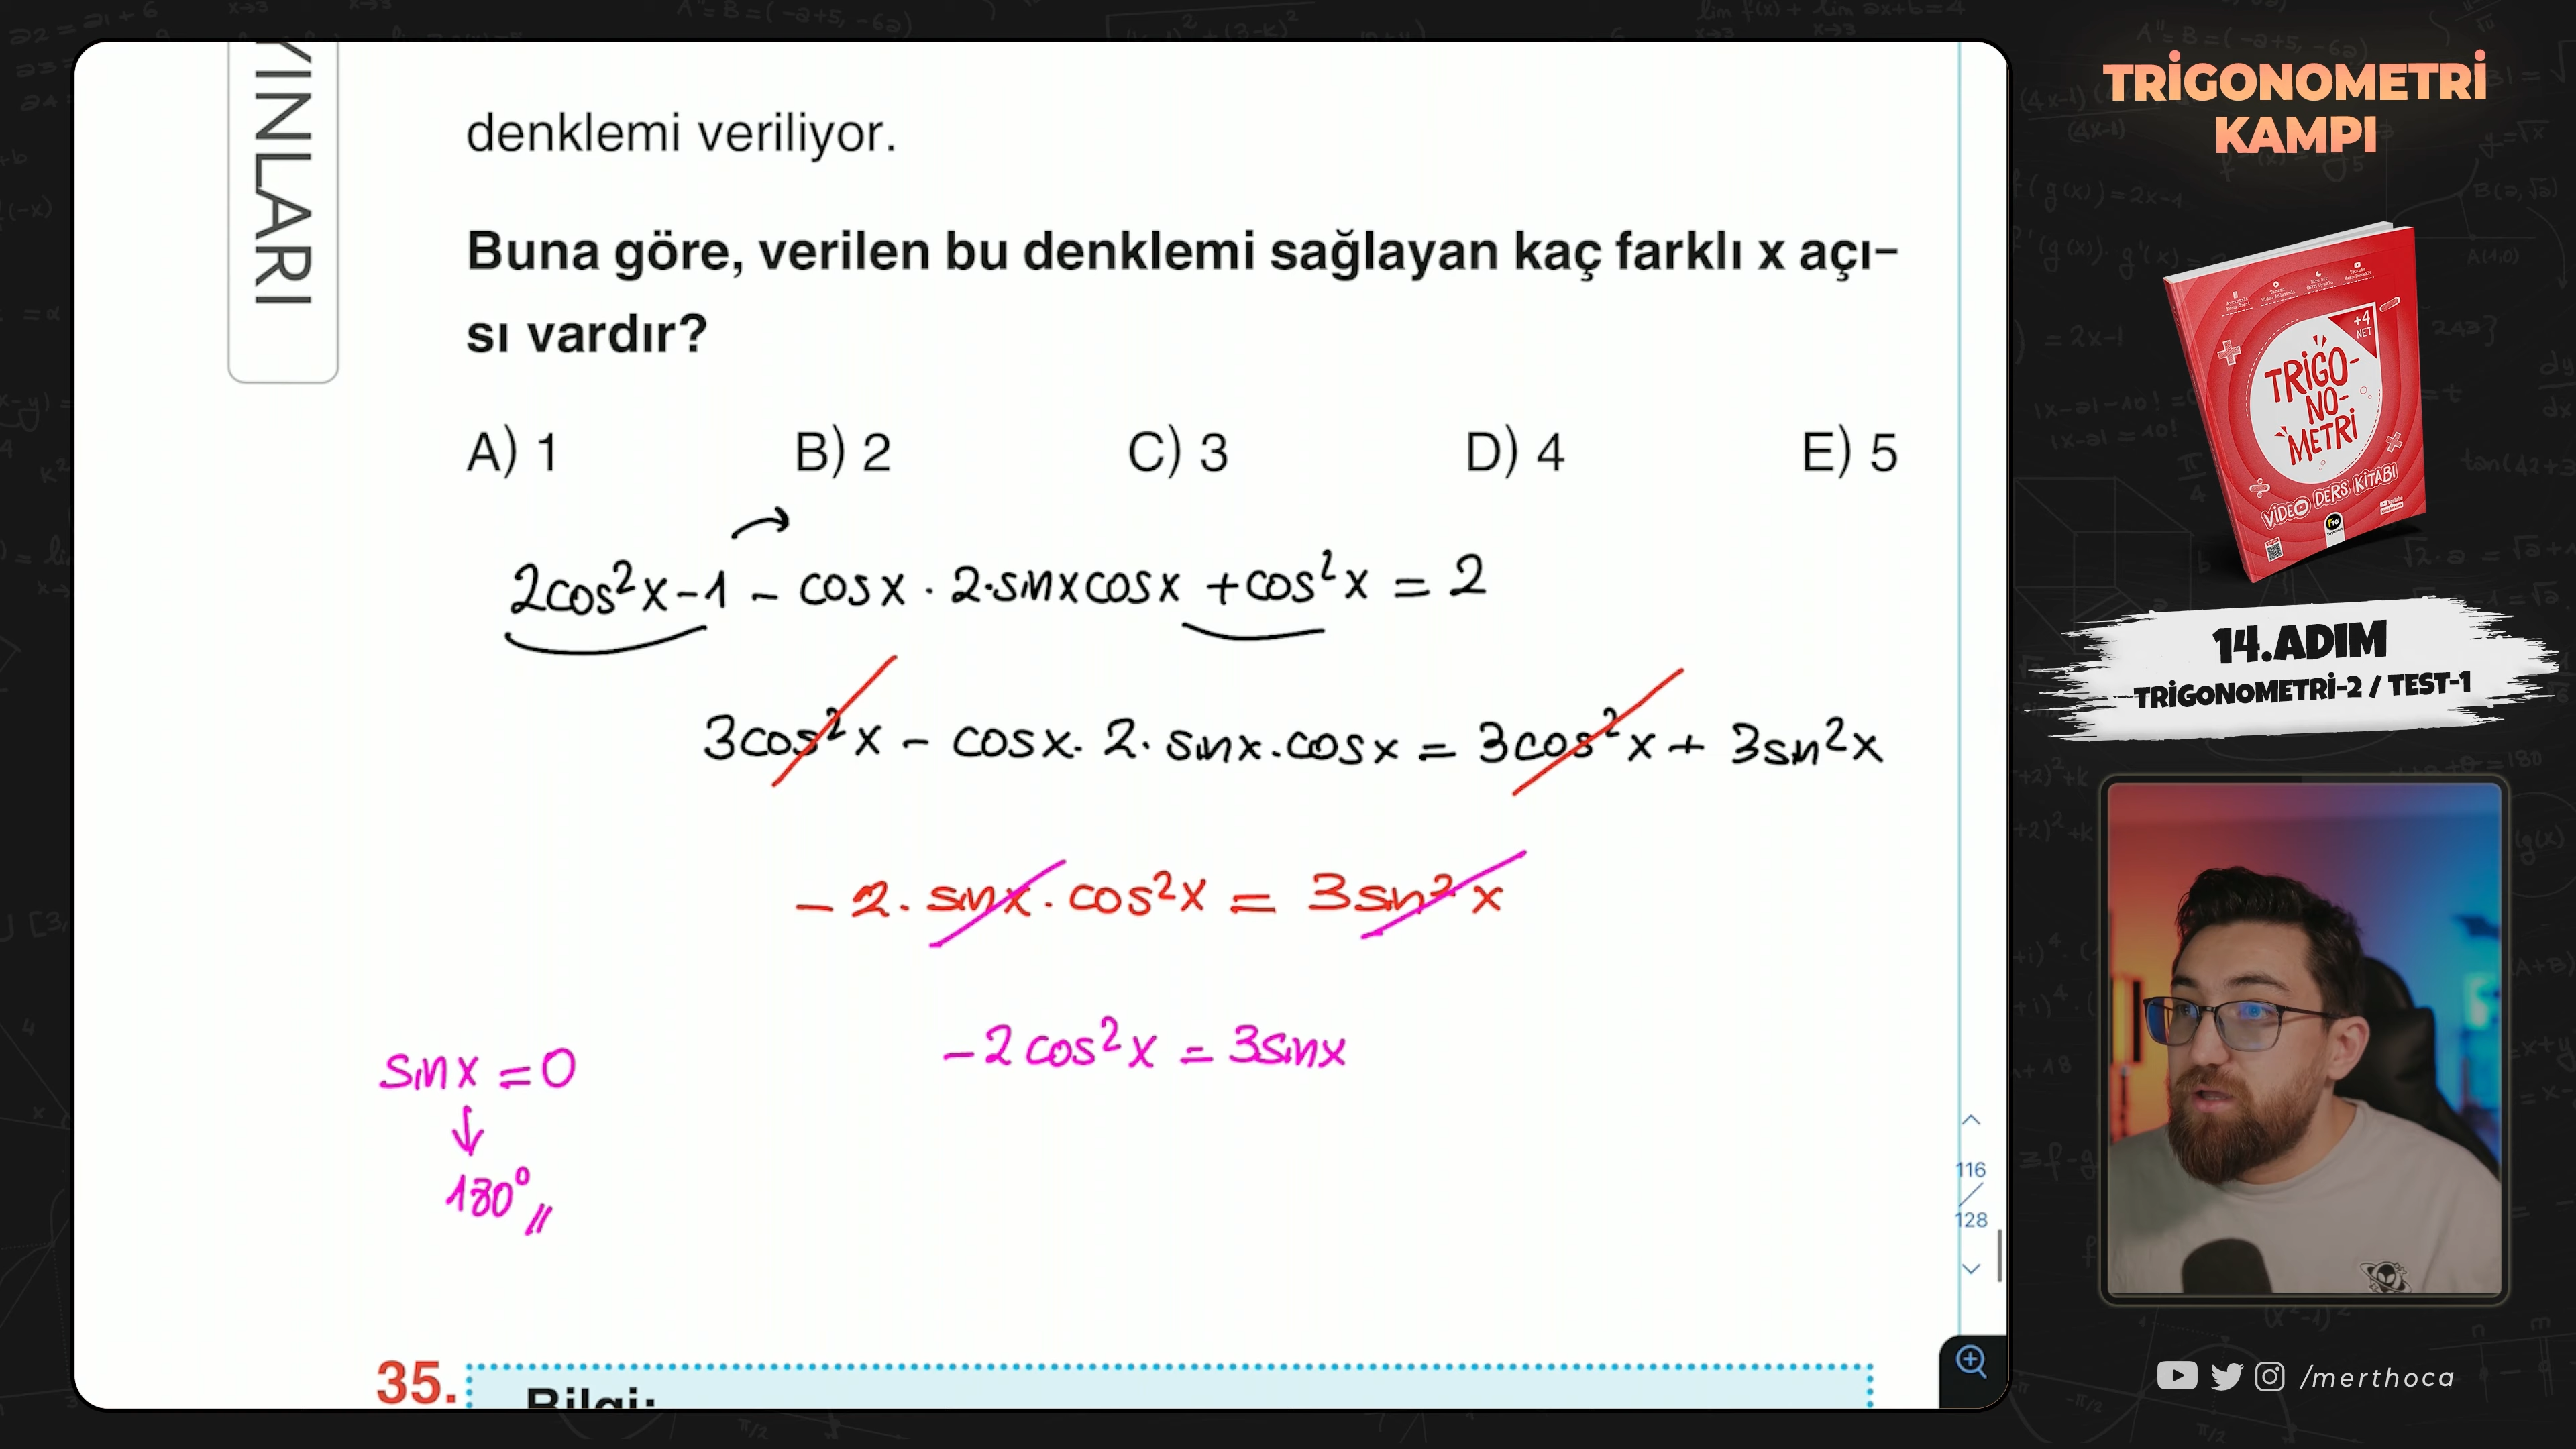 YINLARI
denklemi veriliyor.
Buna göre, verilen bu denklemi sağlayan kaç farklı x açı-
sı vardır?
A) 1 B) 2 C) 3 D) 4 E) 5
2cos²x-1 - cosx . 2.sinxcosx +cos²x = 2
3cos²x - cosx. 2. sinx.cosx = 3cos²x + 3sin²x
-2. sinx. cos²x = 3sin²x
-2cos²x = 3sinx
sinx = 0
↓
180° //
116
128
35.
Bilgi:
TRİGONOMETRİ
KAMPI
+4
NET
TRİGO-
NO-
METRİ
VİDEO DERS KİTABI
14.ADIM
TRİGONOMETRİ-2 / TEST-1
/merthoca